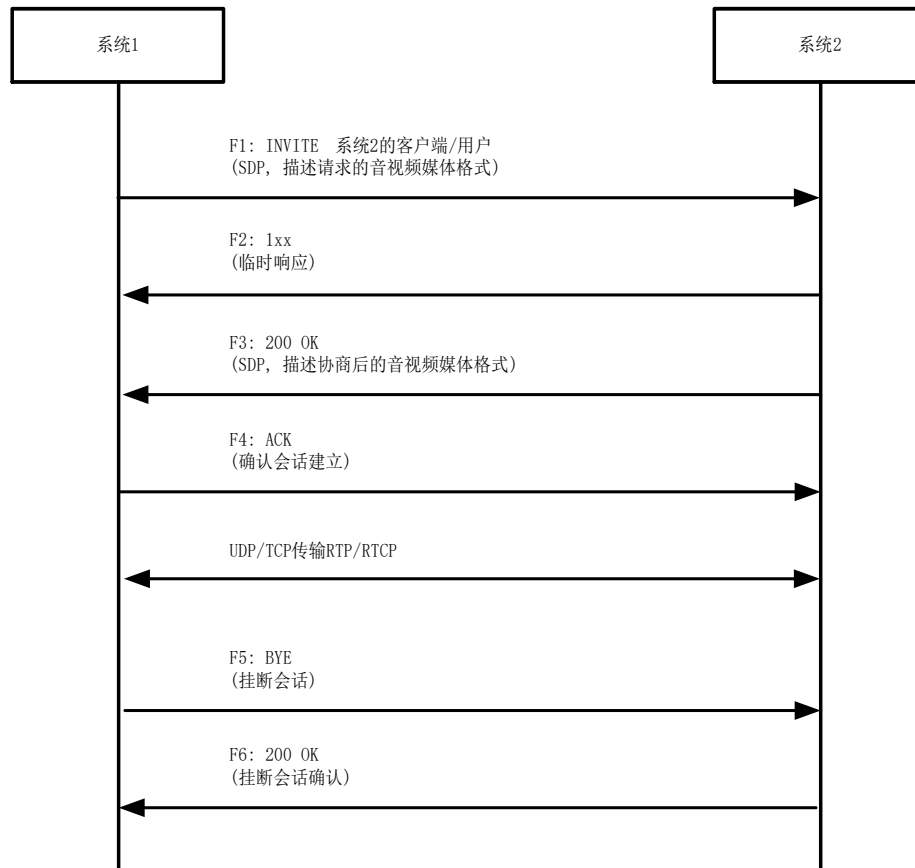 系统1
系统2
F1: INVITE 系统2的客户端/用户
(SDP, 描述请求的音视频媒体格式)
F2: 1xx
(临时响应)
F3: 200 OK
(SDP, 描述协商后的音视频媒体格式)
F4: ACK
(确认会话建立)
UDP/TCP传输RTP/RTCP
F5: BYE
(挂断会话)
F6: 200 OK
(挂断会话确认)